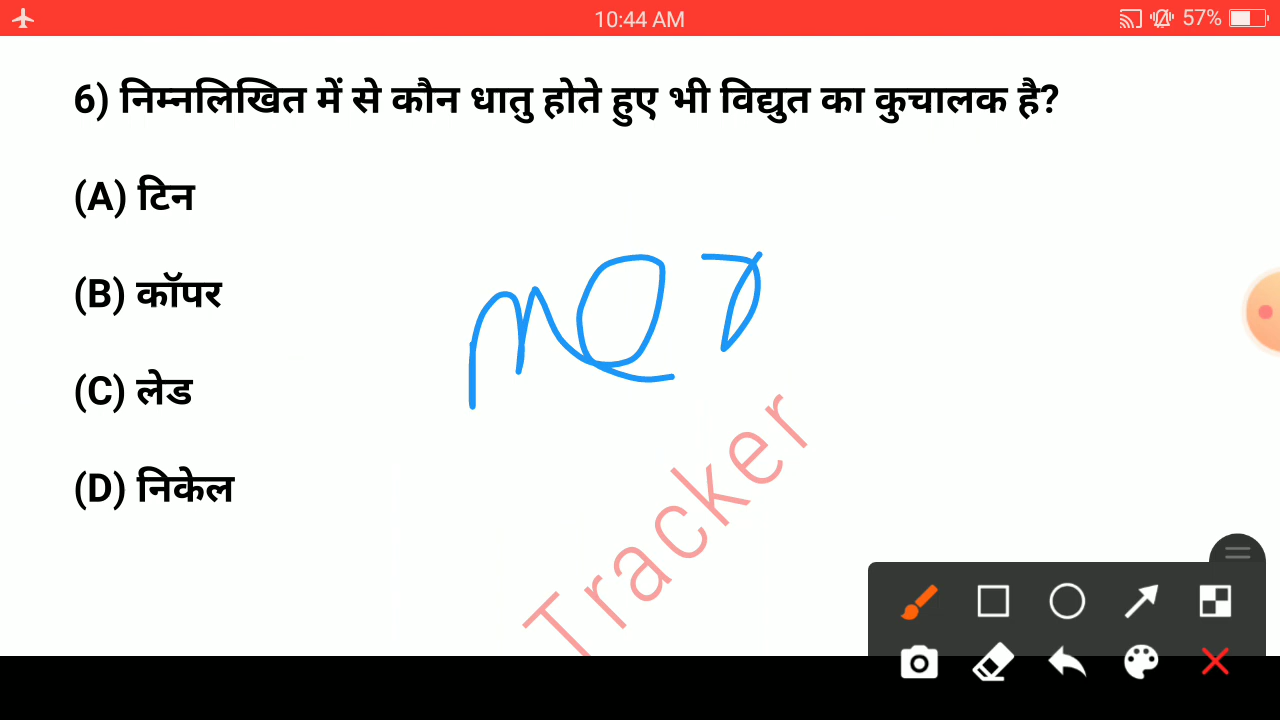 10:44 AM
57%
6) निम्नलिखित में से कौन धातु होते हुए भी विद्युत का कुचालक है?
(A) टिन
(B) कॉपर
(C) लेड
(D) निकेल
Tracker